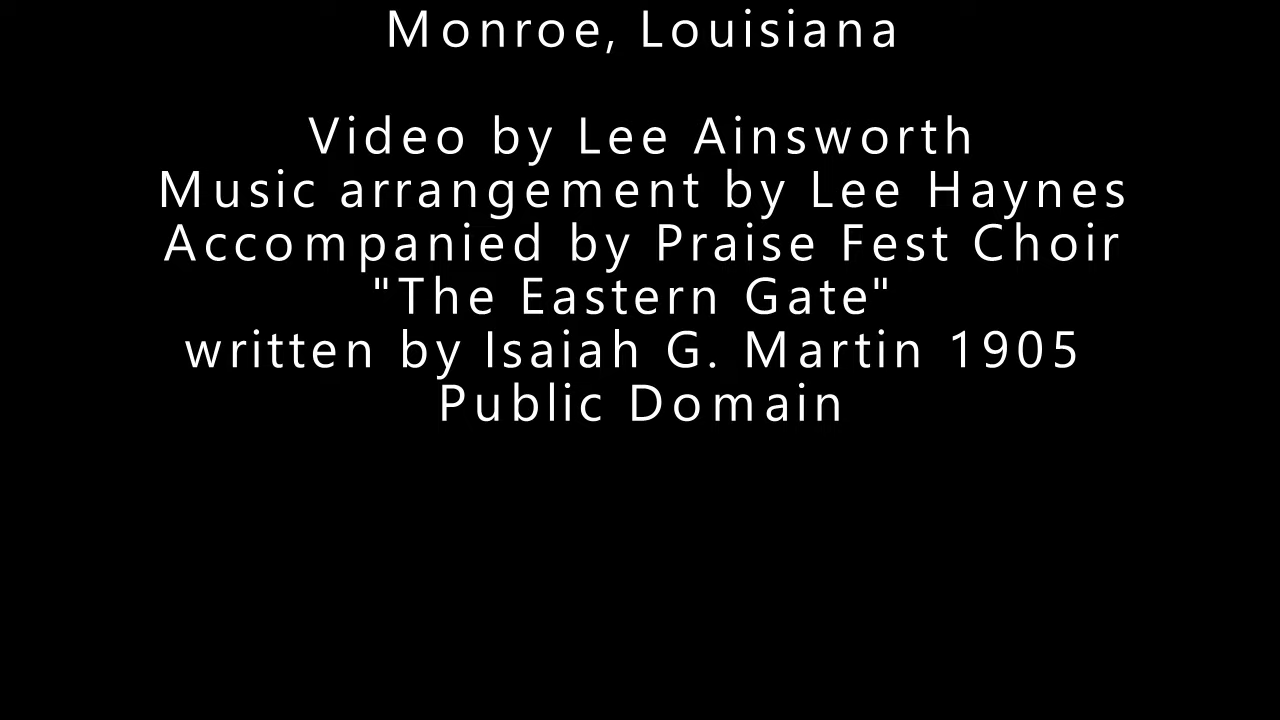 Monroe, Louisiana
Video by Lee Ainsworth
Music arrangement by Lee Haynes
Accompanied by Praise Fest Choir
"The Eastern Gate"
written by Isaiah G. Martin 1905
Public Domain